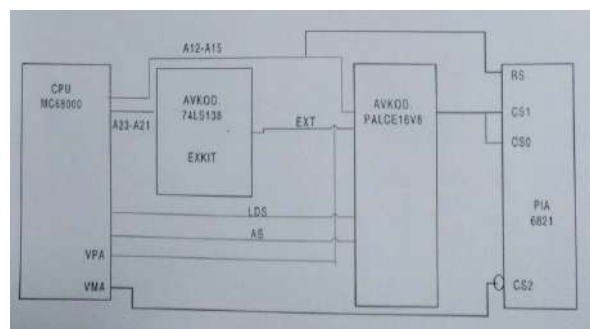 A12-A15
CPU
MC68000
AVKOD.
74LS138
EXKIT
A23-A21
EXT
AVKOD.
PALCE16V8
RS
CS1
CS0
PIA
6821
LDS
AS
VPA
VMA
CS2